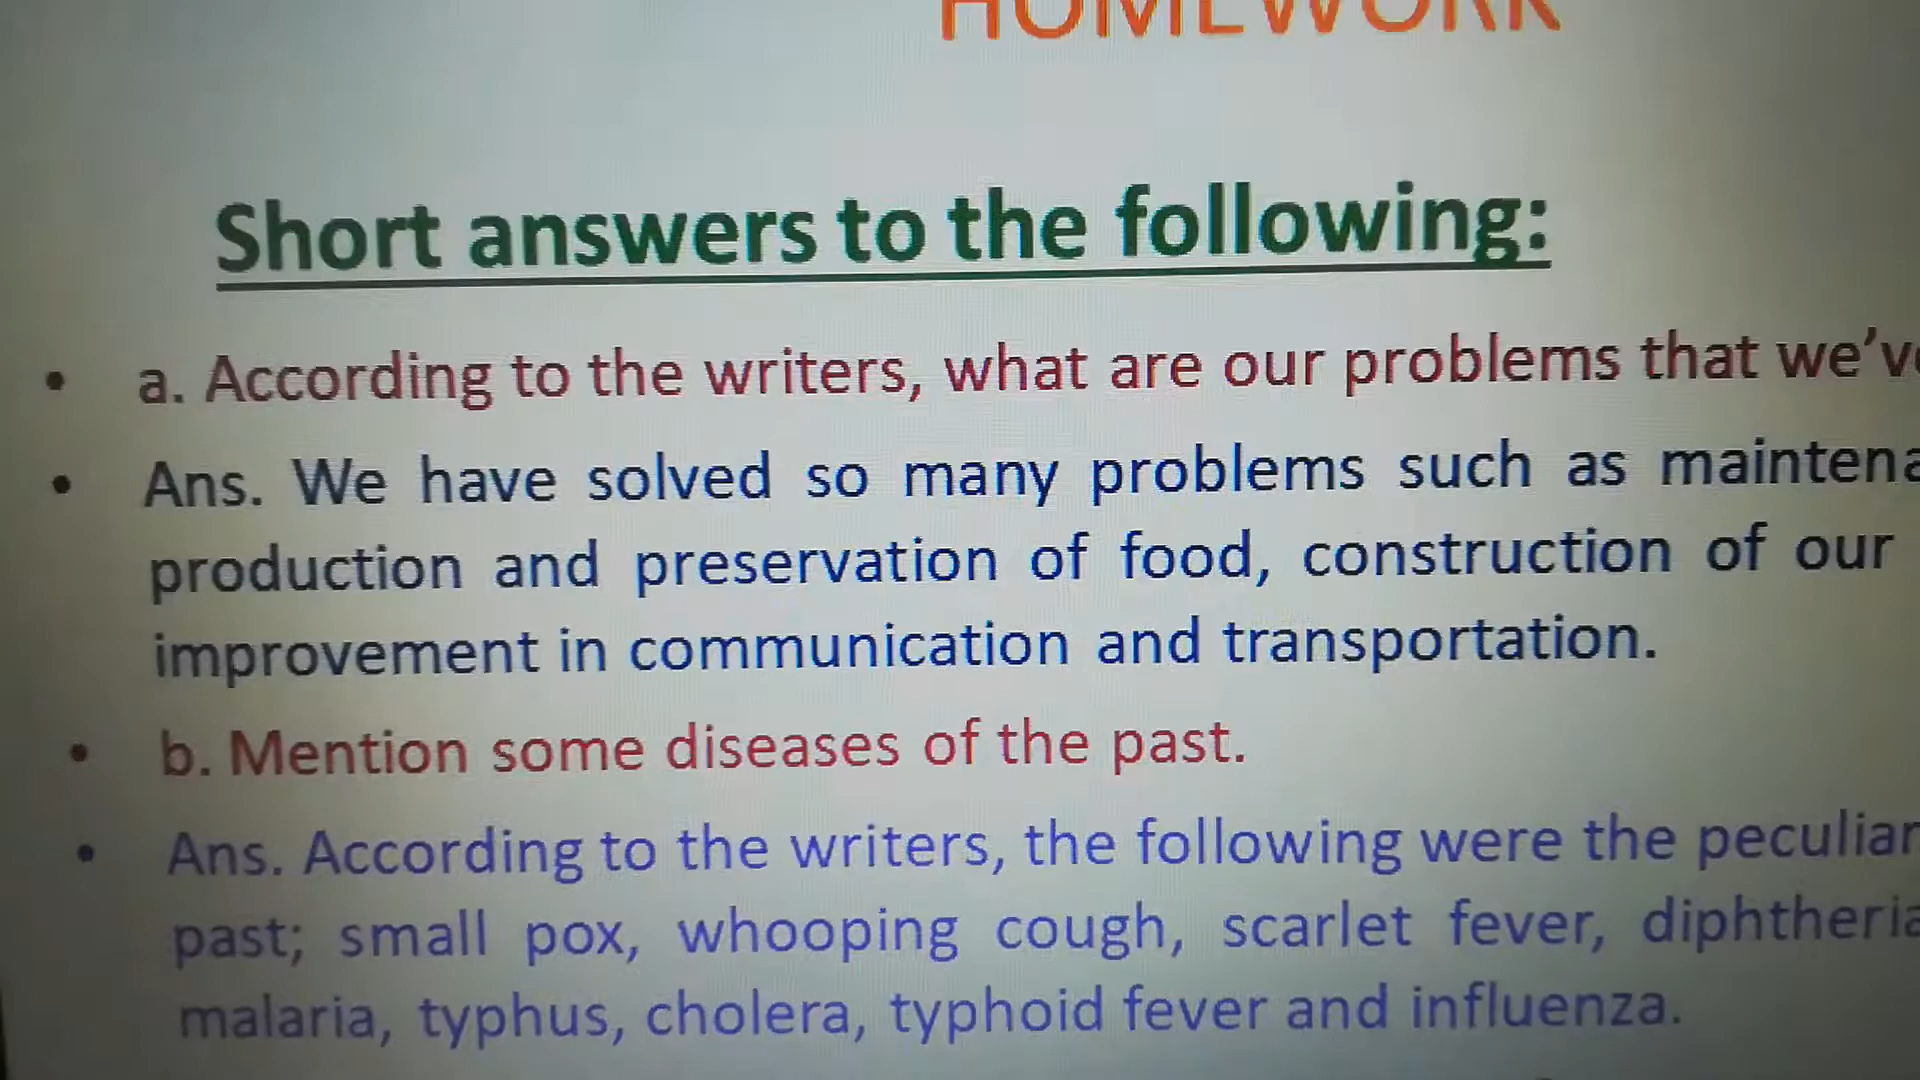 HOMEWORK
Short answers to the following:
• a. According to the writers, what are our problems that
• Ans. We have solved so many problems such as
production and preservation of food, construction of our
improvement in communication and transportation.
• b. Mention some diseases of the past.
• Ans. According to the writers, the following were the peculiar
past; small pox, whooping cough, scarlet fever, diphtheria
malaria, typhus, cholera, typhoid fever and influenza.